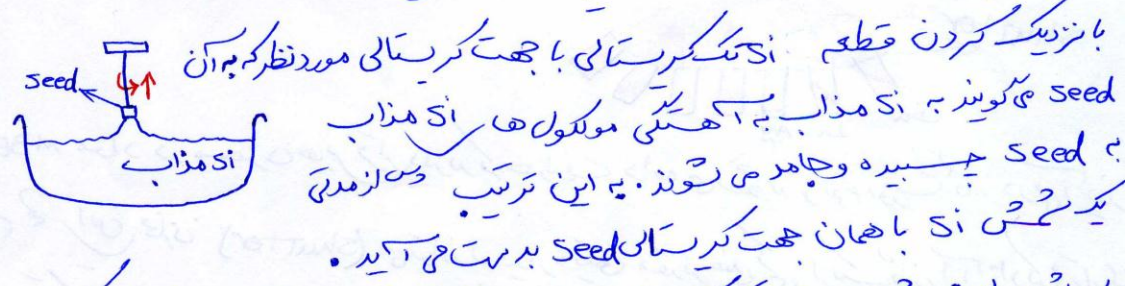 با نزدیک کردن قطعه Si تک کریستالی با جهت کریستالی مورد نظر که به آن
seed می‌گویند به Si مذاب به آهستگی مولکول های Si مذاب
به seed چسبیده و جامد می شوند. به این ترتیب پس از مدتی
یک شمش Si با همان جهت کریستالی seed بدست می آید.
seed
Si مذاب